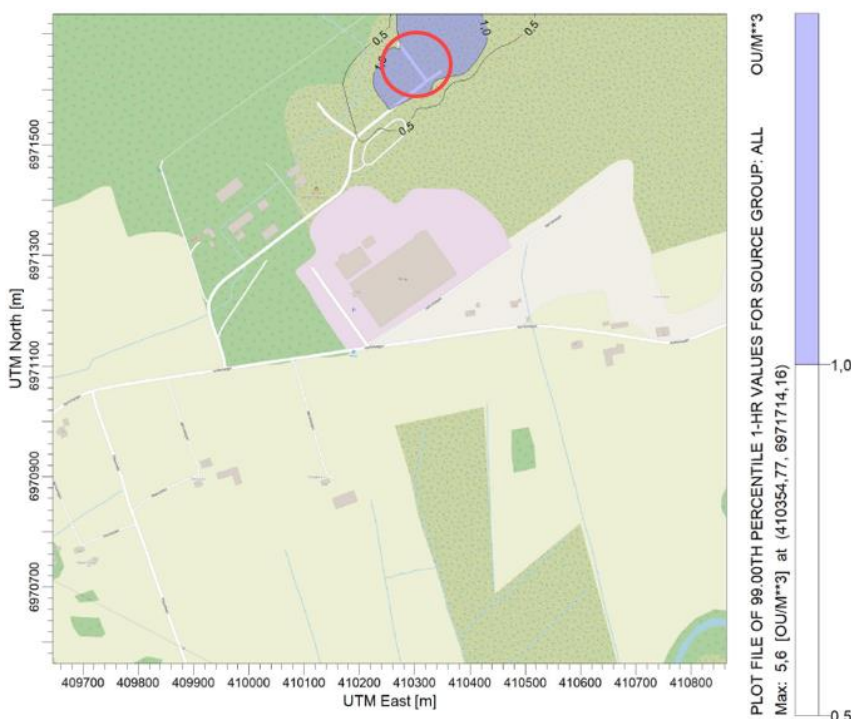 0,5
1,0
0,5
1,0
0,5
6971500
6971300
6971100
6970900
6970700
UTM North [m]
409700 409800 409900 410000 410100 410200 410300 410400 410500 410600 410700 410800
UTM East [m]
PLOT FILE OF 99.00TH PERCENTILE 1-HR VALUES FOR SOURCE GROUP: ALL OU/M**3
Max: 5,6 [OU/M**3] at (410354,77, 6971714,16)
1,0
0,5